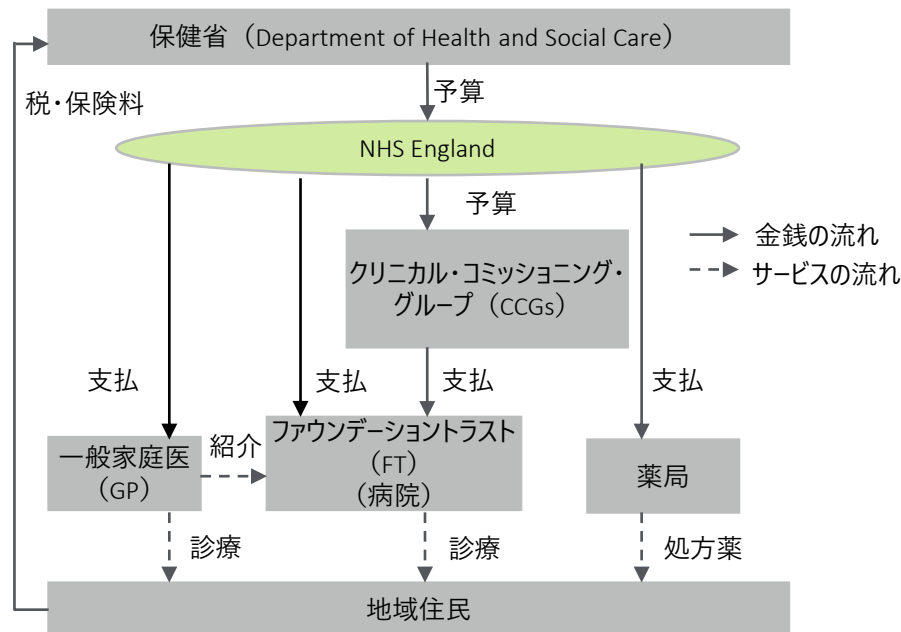 保健省（Department of Health and Social Care）
税・保険料
予算
NHS England
予算
金銭の流れ
サービスの流れ
クリニカル・コミッショニング・
グループ（CCGs）
支払
支払
支払
支払
一般家庭医
（GP）
紹介
ファウンデーショントラスト
（FT）
（病院）
薬局
診療
診療
処方薬
地域住民